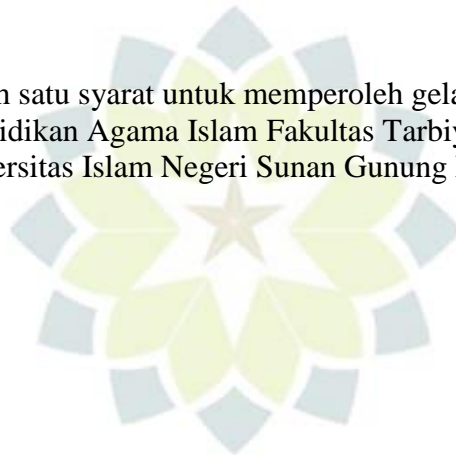 n satu syarat untuk memperoleh gela
didikan Agama Islam Fakultas Tarbiy
ersitas Islam Negeri Sunan Gunung